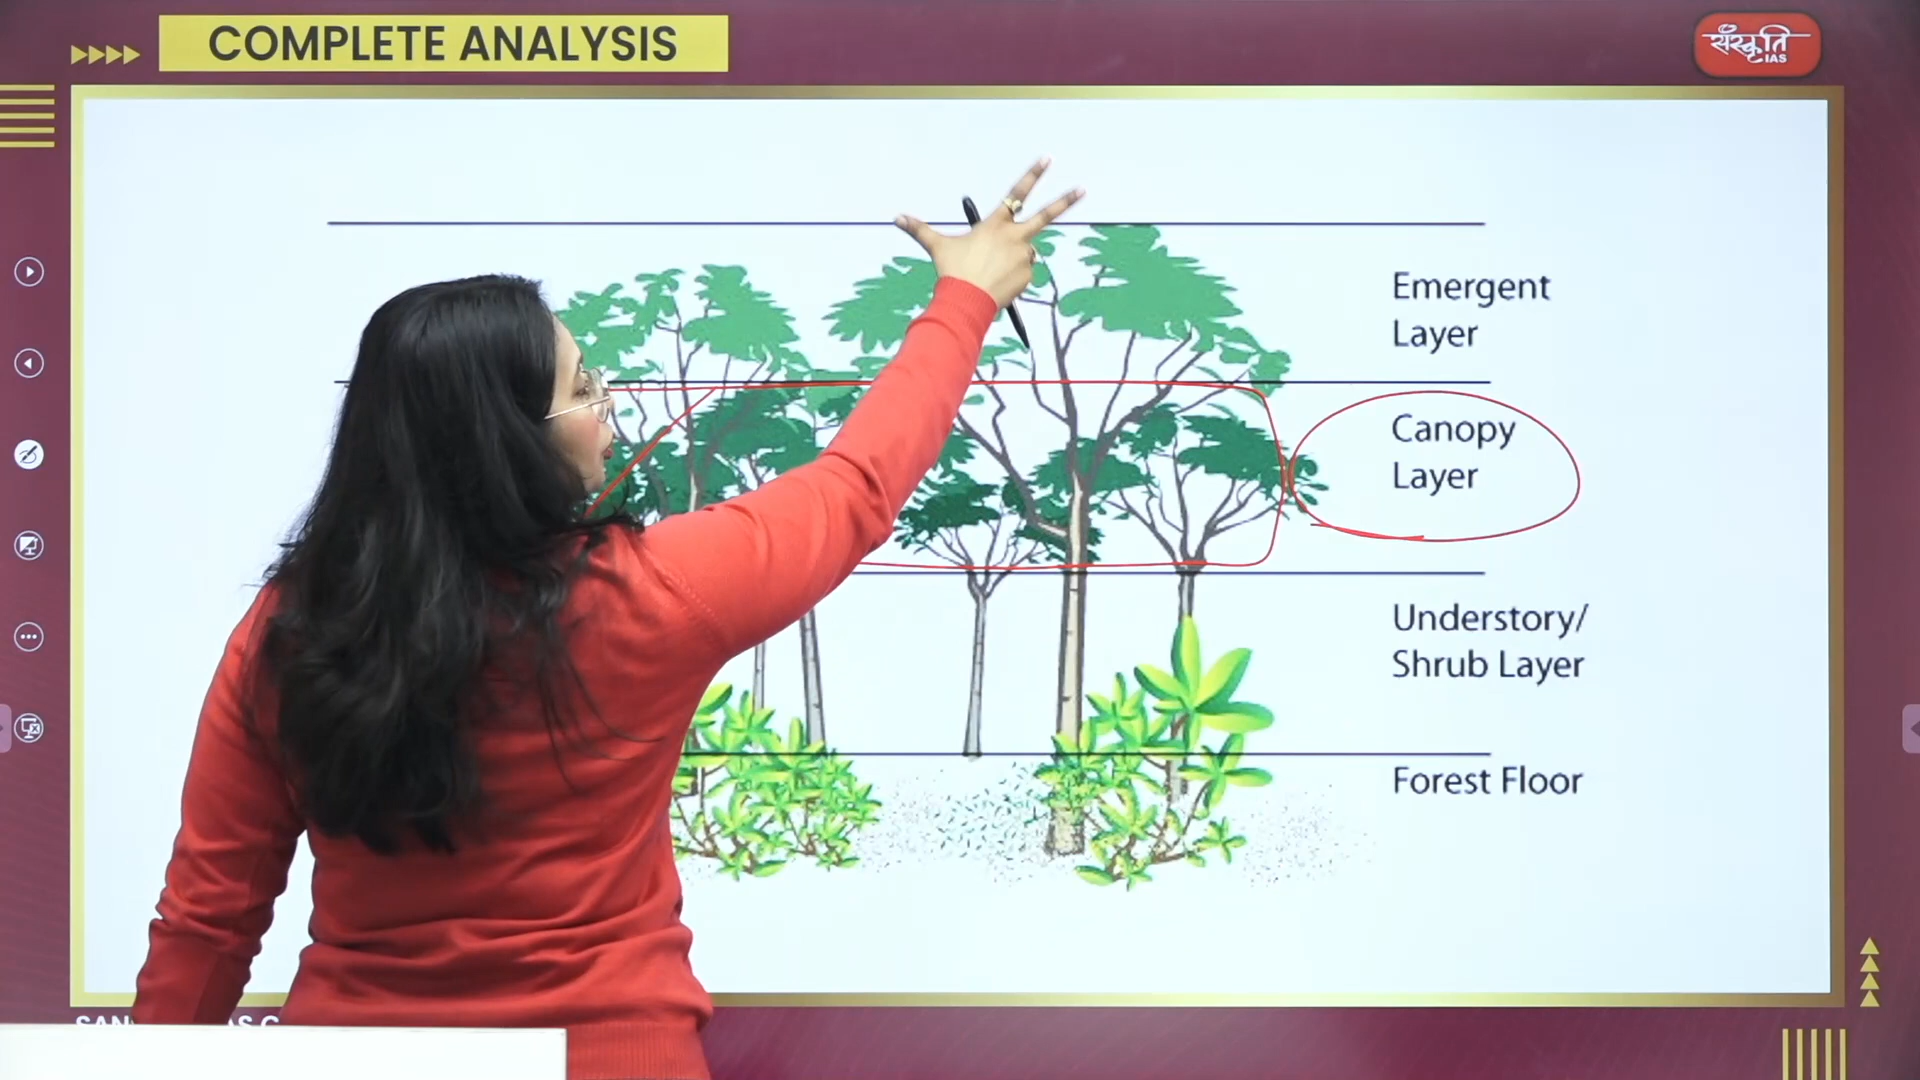 COMPLETE ANALYSIS
संस्कृति
IAS
Emergent
Layer
Canopy
Layer
Understory/
Shrub Layer
Forest Floor